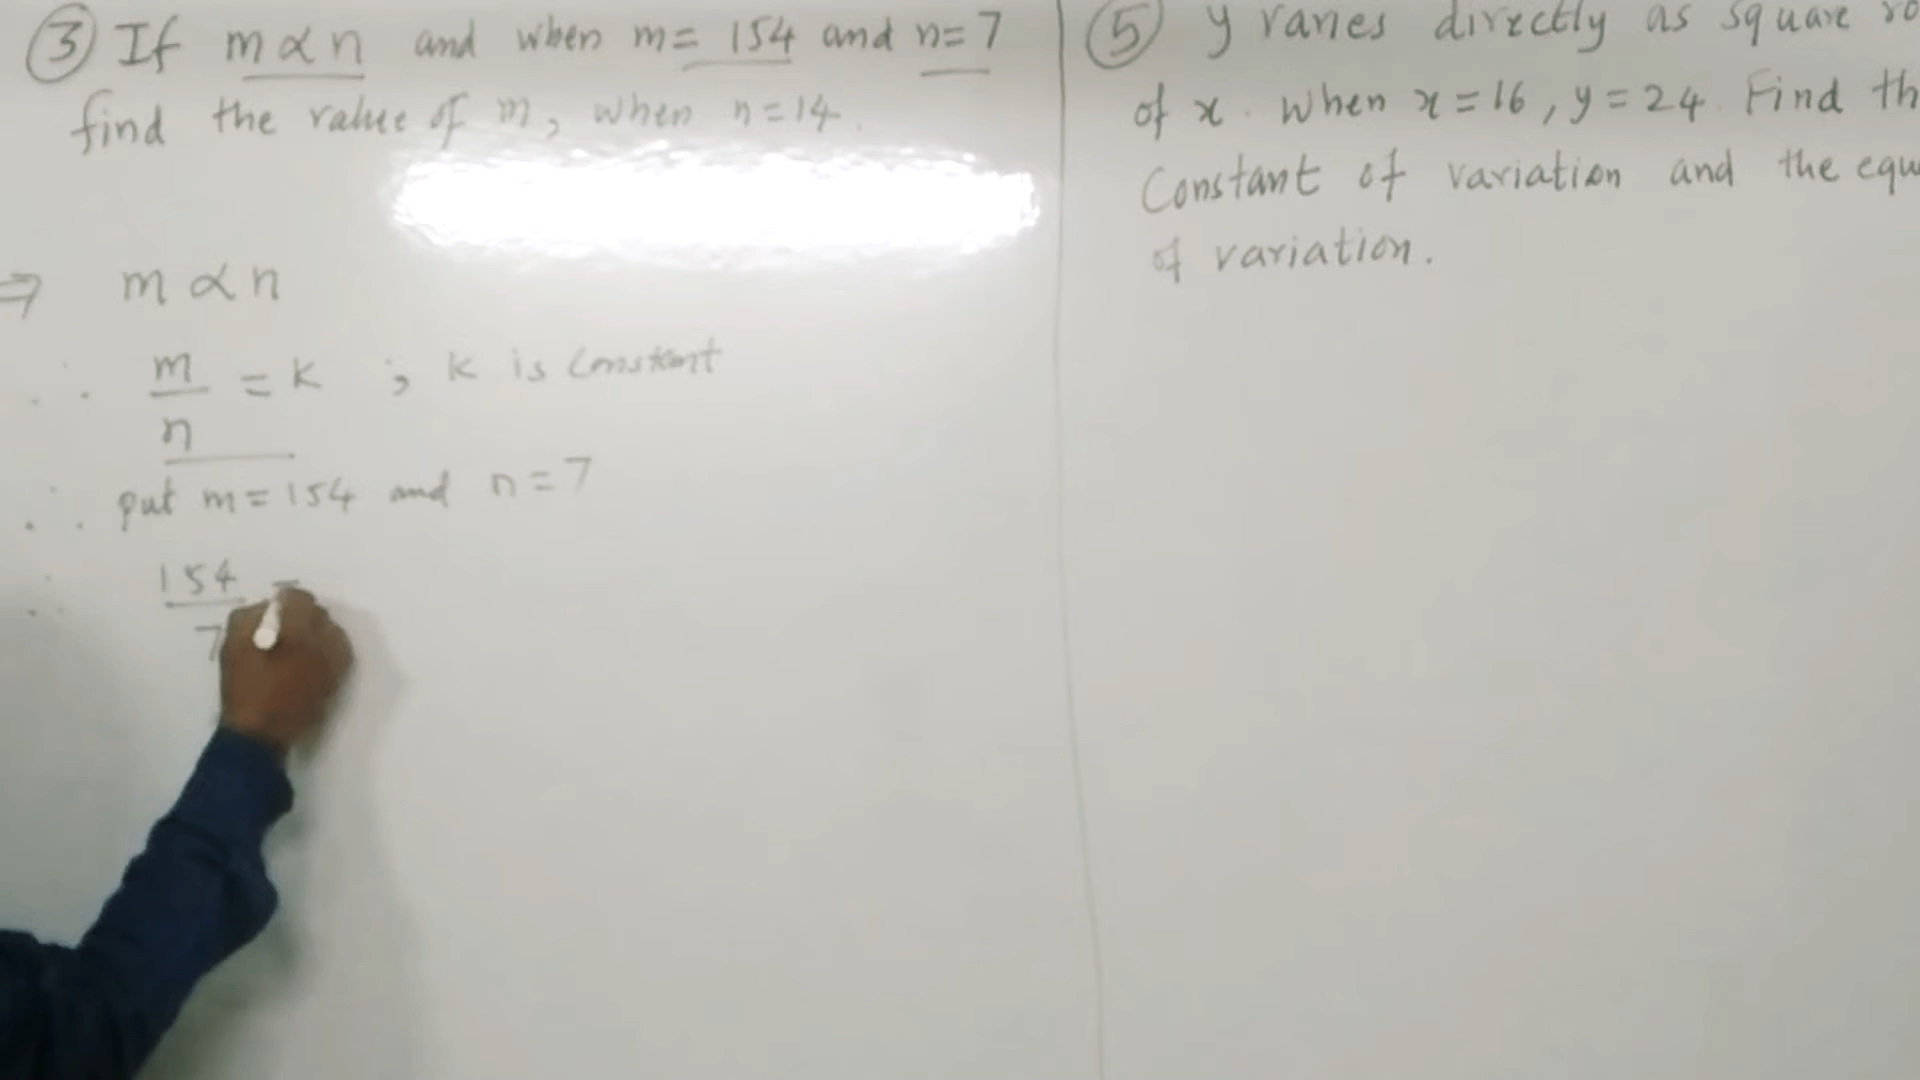 ③ If m ∝ n and when m= 154 and n=7
find the value of m, when n=14.
⇒ m ∝ n
∴ m/n = k ; k is constant
∴ put m=154 and n=7
∴ 154/7 =
⑤ y varies directly as square ro
of x. When x=16, y=24. Find th
Constant of variation and the equ
of variation.